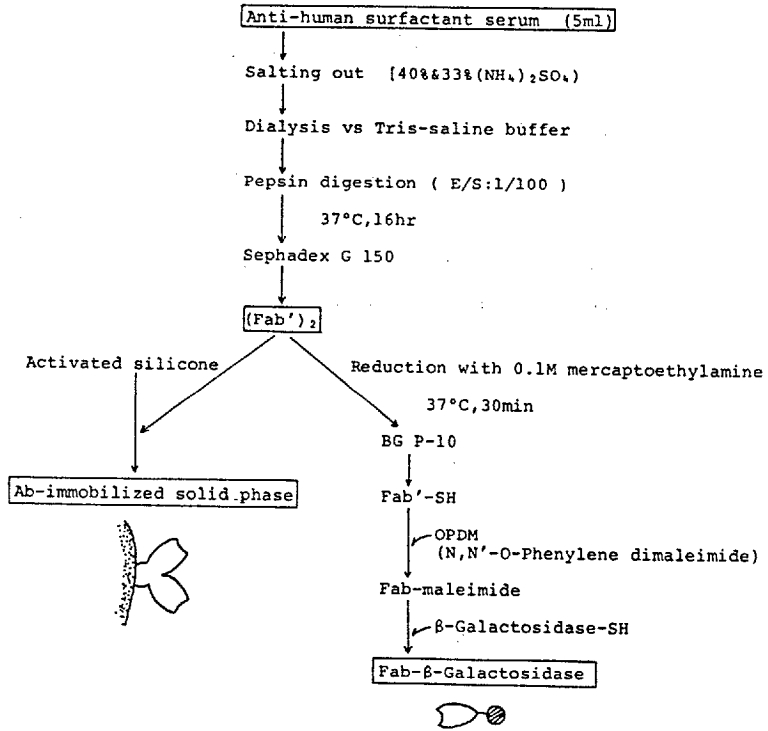 Anti-human surfactant serum (5ml)
Salting out [40%&33%(NH₄)₂SO₄)
Dialysis vs Tris-saline buffer
Pepsin digestion ( E/S:1/100 )
37°C,16hr
Sephadex G 150
(Fab′)₂
Activated silicone
Reduction with 0.1M mercaptoethylamine
37°C,30min
BG P-10
Ab-immobilized solid phase
Fab′-SH
OPDM
(N,N′-O-Phenylene dimaleimide)
Fab-maleimide
β-Galactosidase-SH
Fab-β-Galactosidase